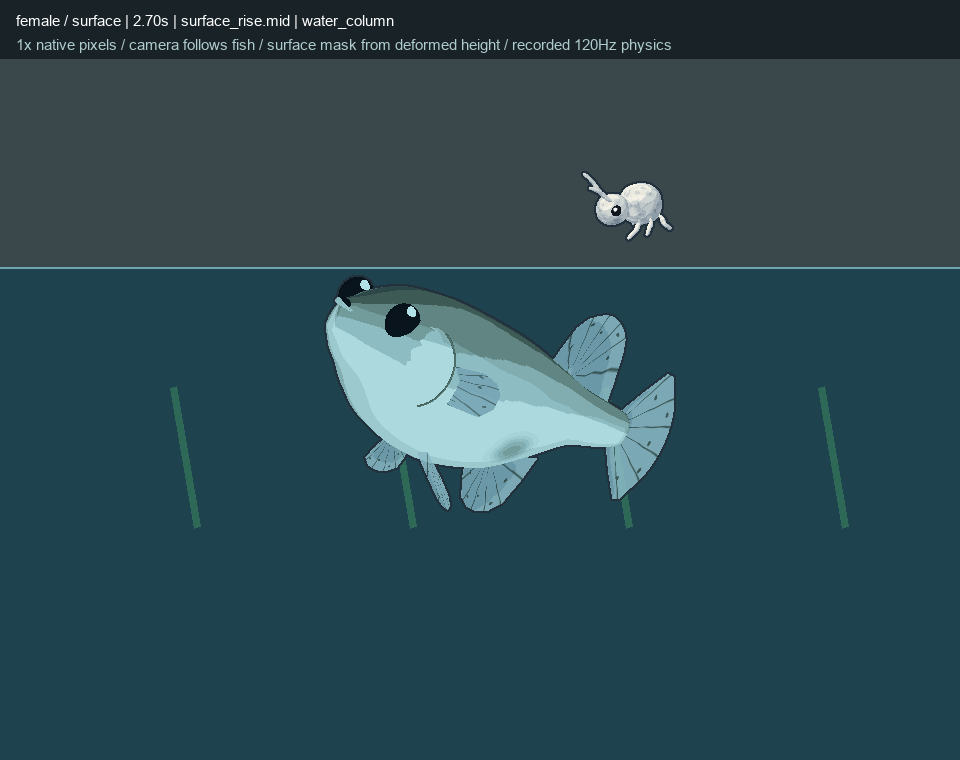 female / surface | 2.70s | surface_rise.mid | water_column
1x native pixels / camera follows fish / surface mask from deformed height / recorded 120Hz physics